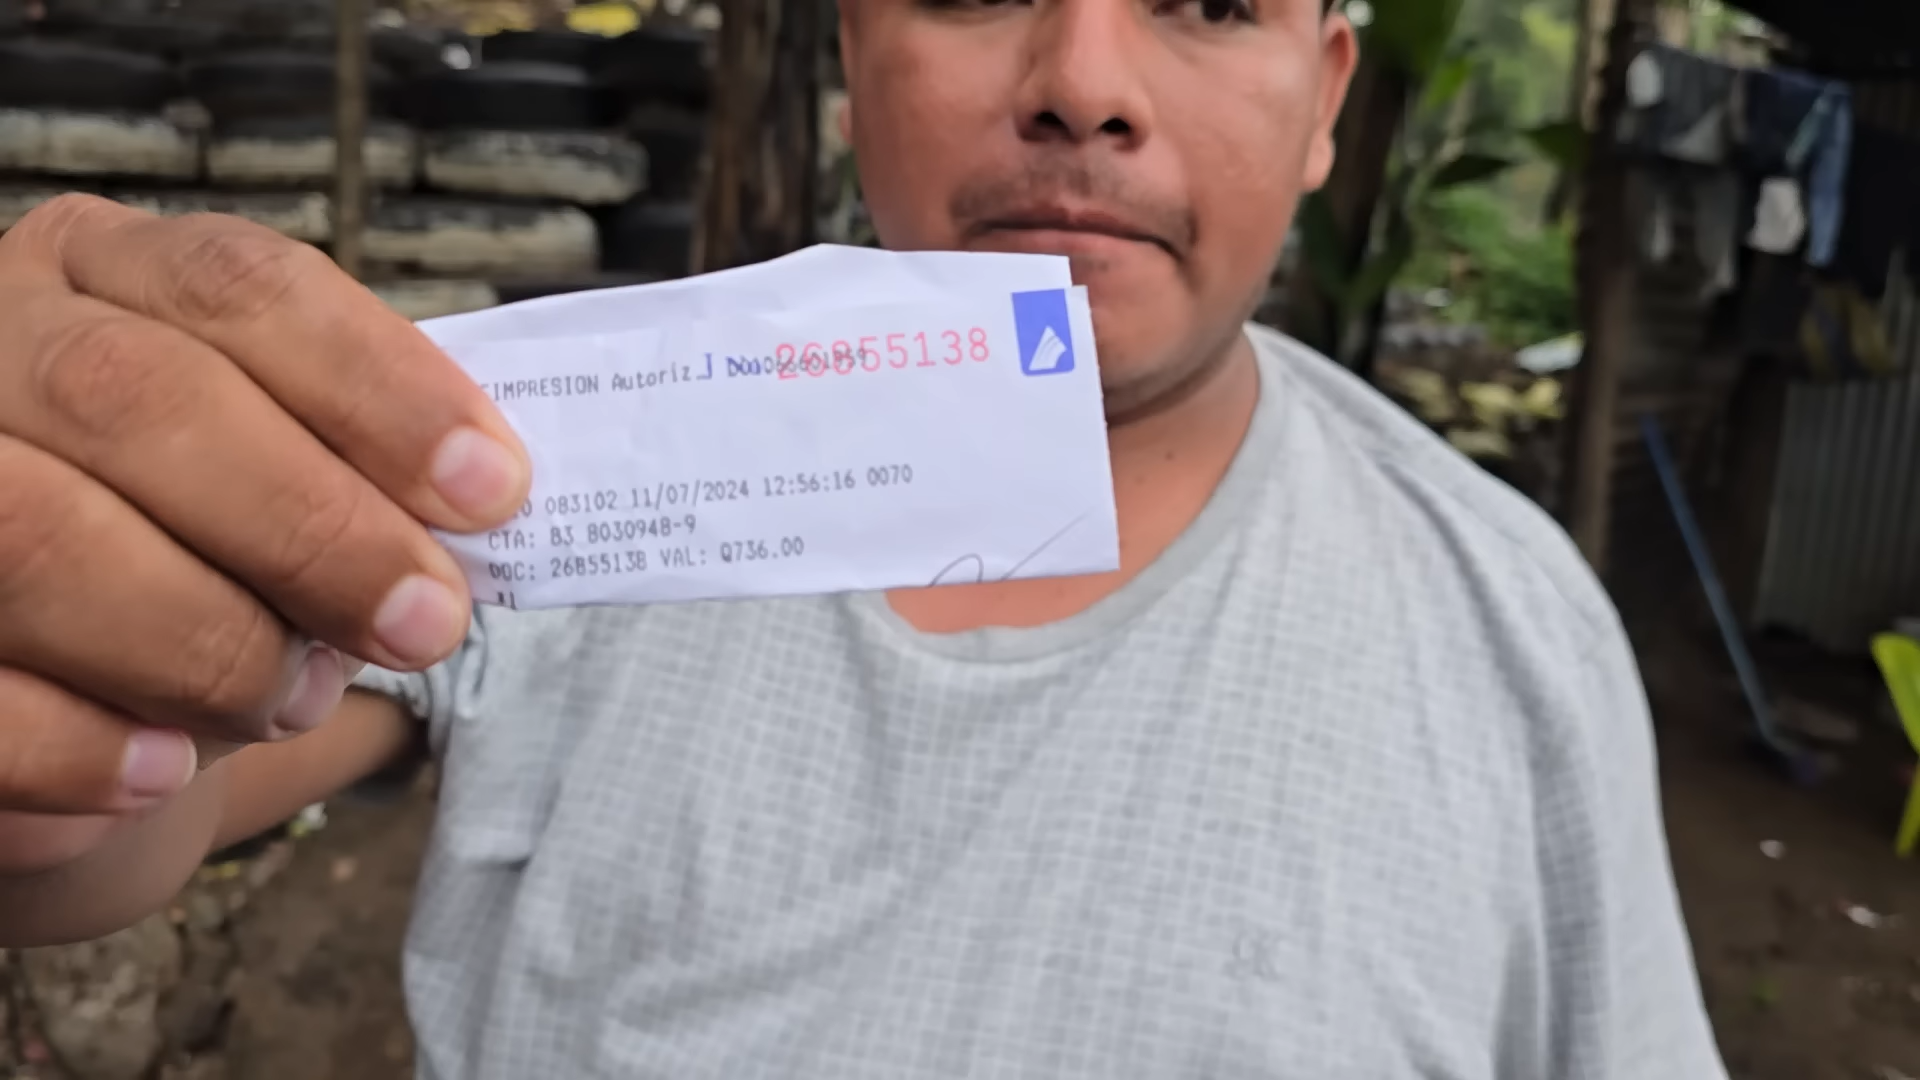 IMPRESION Autoriz
26855138
083102 11/07/2024 12:56:16 0070
CTA: 83 8030948-9
DOC: 26855138 VAL: Q736.00